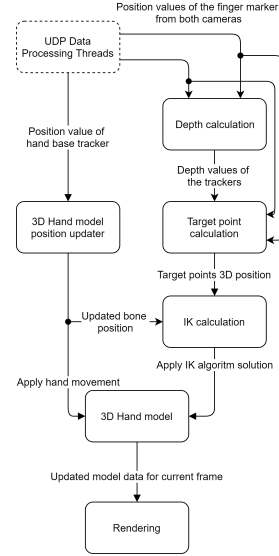 Position values of the finger marker
from both cameras
UDP Data
Processing Threads
Depth calculation
Position value of
hand base tracker
Depth values of
the trackers
3D Hand model
position updater
Target point
calculation
Target points 3D position
Updated bone
position
IK calculation
Apply hand movement
Apply IK algoritm solution
3D Hand model
Updated model data for current frame
Rendering